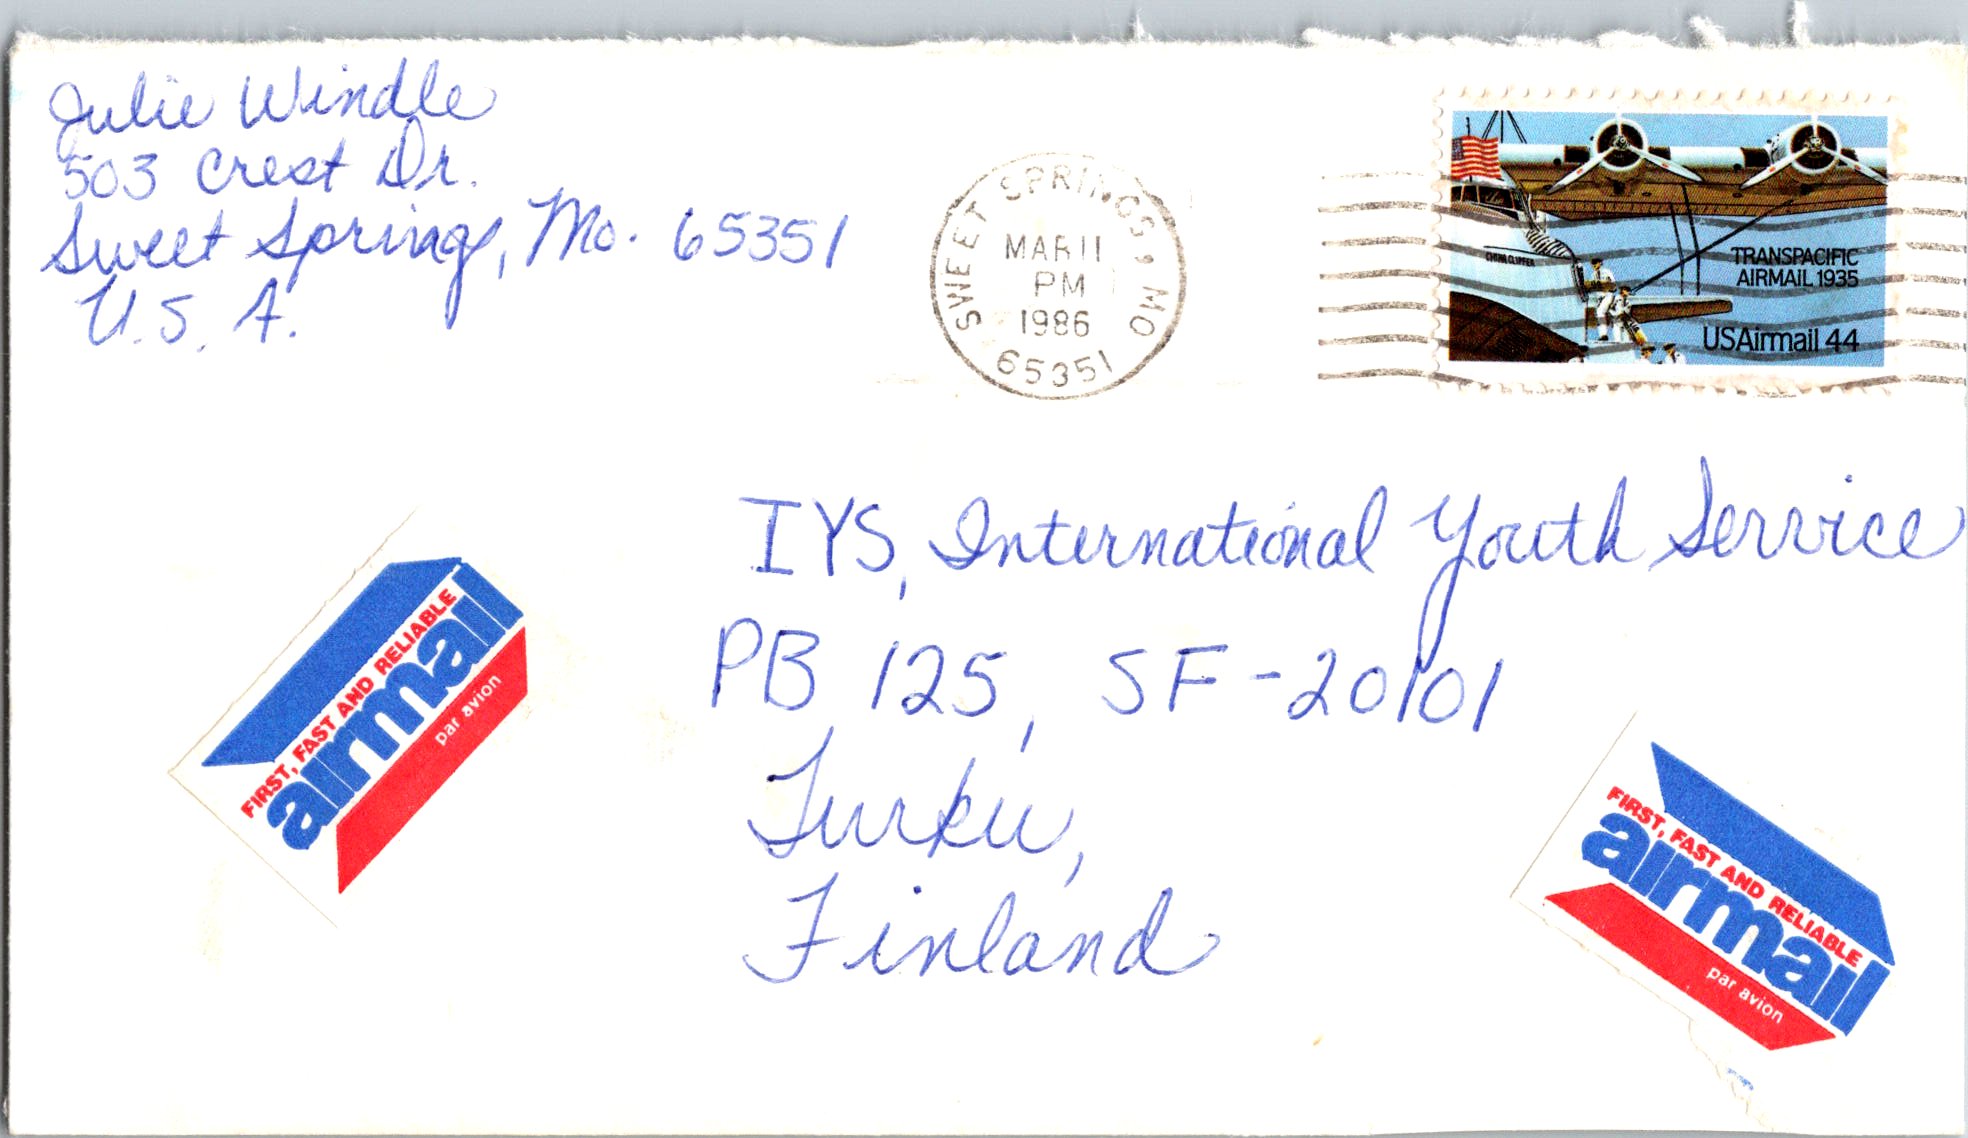 Julie Windle
503 Crest Dr.
Sweet Springs, Mo. 65351
U.S.A.
SWEET SPRINGS, MO
MAR 11
PM
1986
65351
CHINA CLIPPER
TRANSPACIFIC
AIRMAIL 1935
USAirmail 44
IYS, International Youth Service
PB 125, SF-20101
Turku,
Finland
FIRST, FAST AND RELIABLE
airmail
par avion
FIRST, FAST AND RELIABLE
airmail
par avion